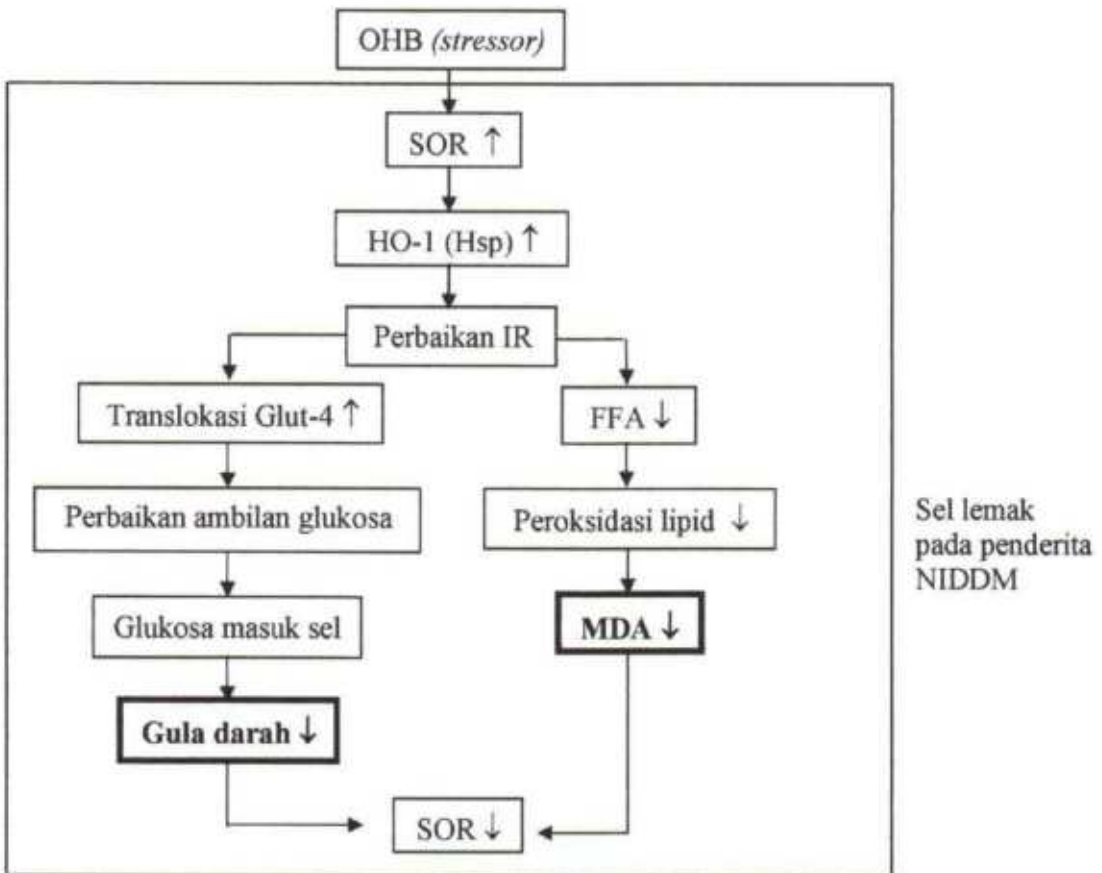 OHB (stressor)
SOR ↑
HO-1 (Hsp) ↑
Perbaikan IR
Translokasi Glut-4 ↑
FFA ↓
Perbaikan ambilan glukosa
Peroksidasi lipid ↓
Sel lemak
pada penderita
NIDDM
Glukosa masuk sel
MDA ↓
Gula darah ↓
SOR ↓